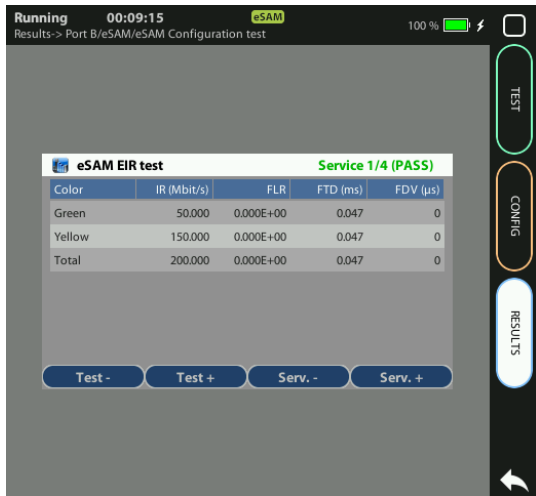 Running 00:09:15 eSAM 100 %
Results-> Port B/eSAM/eSAM Configuration test
TEST
CONFIG
RESULTS
eSAM EIR test Service 1/4 (PASS)
Color IR (Mbit/s) FLR FTD (ms) FDV (µs)
Green 50.000 0.000E+00 0.047 0
Yellow 150.000 0.000E+00 0.047 0
Total 200.000 0.000E+00 0.047 0
Test - Test + Serv. - Serv. +